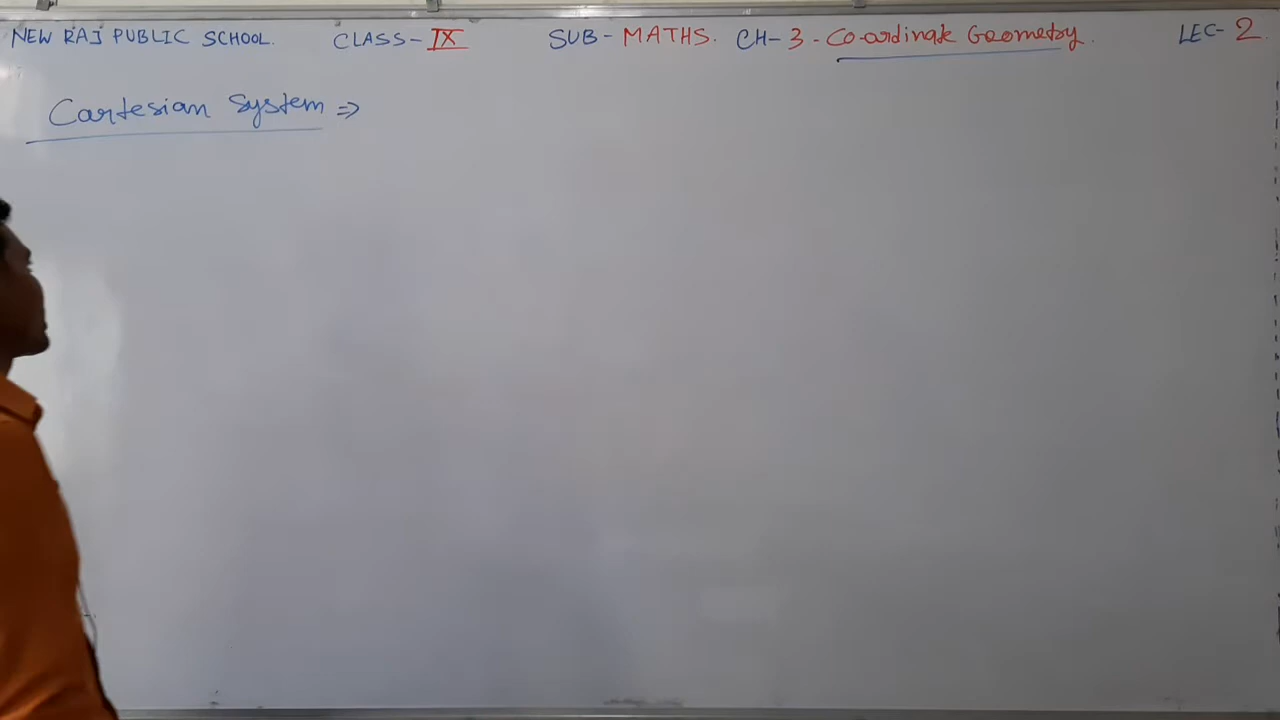 NEW RAJ PUBLIC SCHOOL. CLASS-IX SUB-MATHS. CH-3-Co-ordinate Geometry. LEC-2.
Cartesian System ⇒